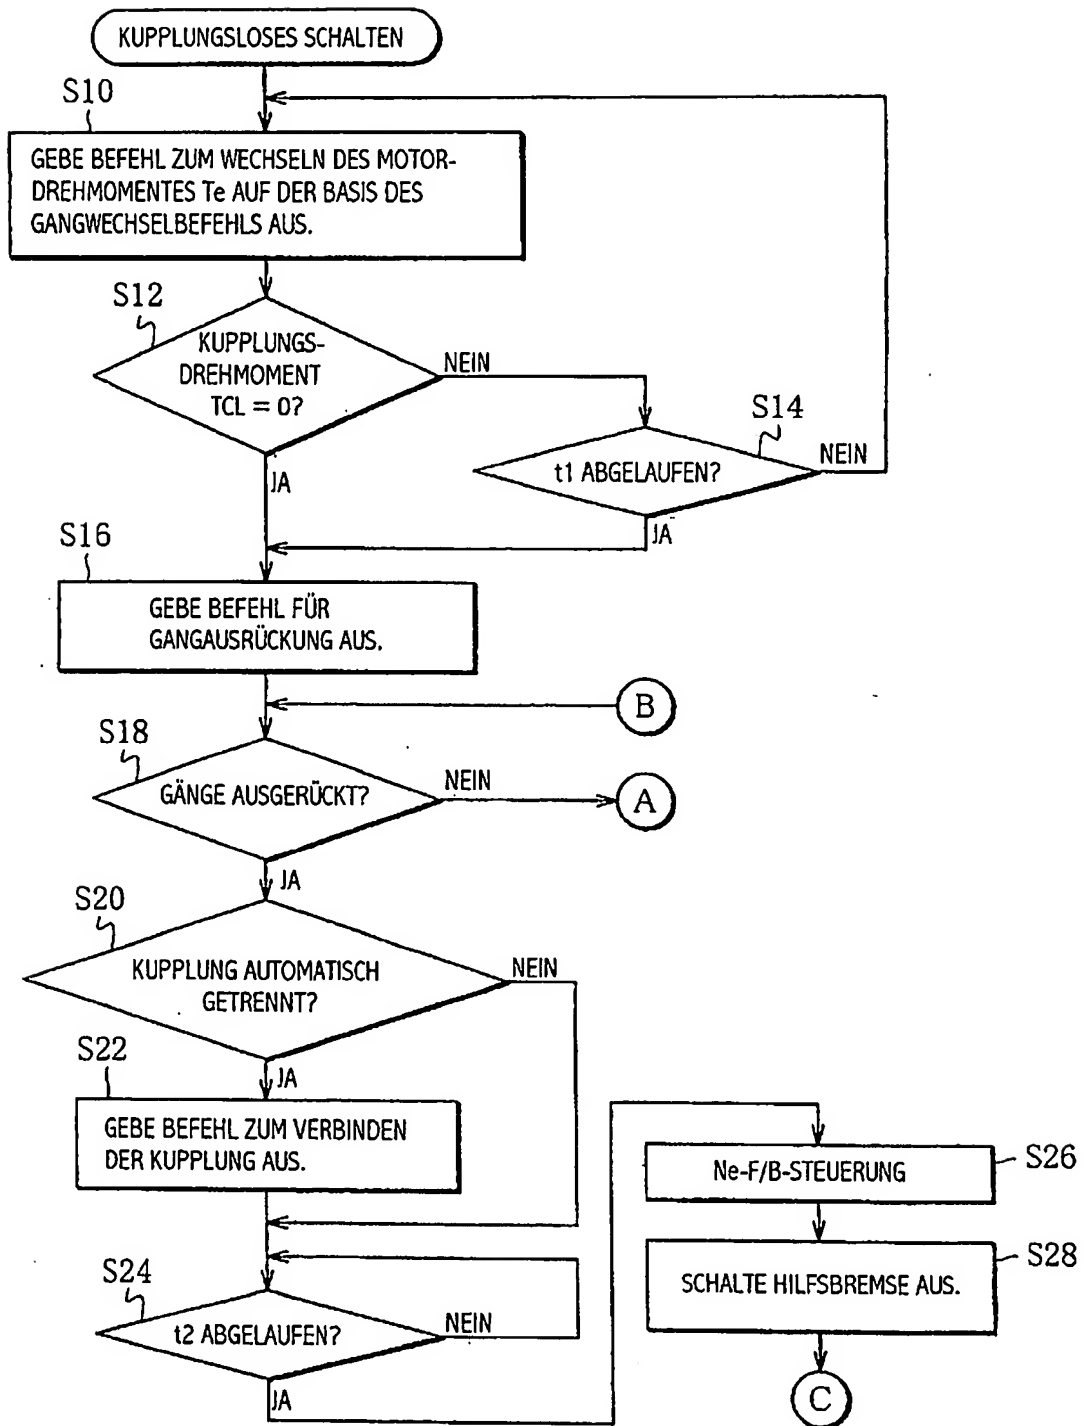 KUPPLUNGSLOSES SCHALTEN
S10
GEBE BEFEHL ZUM WECHSELN DES MOTOR-
DREHMOMENTES Te AUF DER BASIS DES
GANGWECHSELBEFEHLS AUS.
S12
KUPPLUNGS-
DREHMOMENT
TCL = 0?
NEIN
JA
S14
t1 ABGELAUFEN?
NEIN
JA
S16
GEBE BEFEHL FÜR
GANGAUSRÜCKUNG AUS.
B
S18
GÄNGE AUSGERÜCKT?
NEIN
A
JA
S20
KUPPLUNG AUTOMATISCH
GETRENNT?
NEIN
JA
S22
GEBE BEFEHL ZUM VERBINDEN
DER KUPPLUNG AUS.
S24
t2 ABGELAUFEN?
NEIN
JA
Ne-F/B-STEUERUNG
S26
SCHALTE HILFSBREMSE AUS.
S28
C